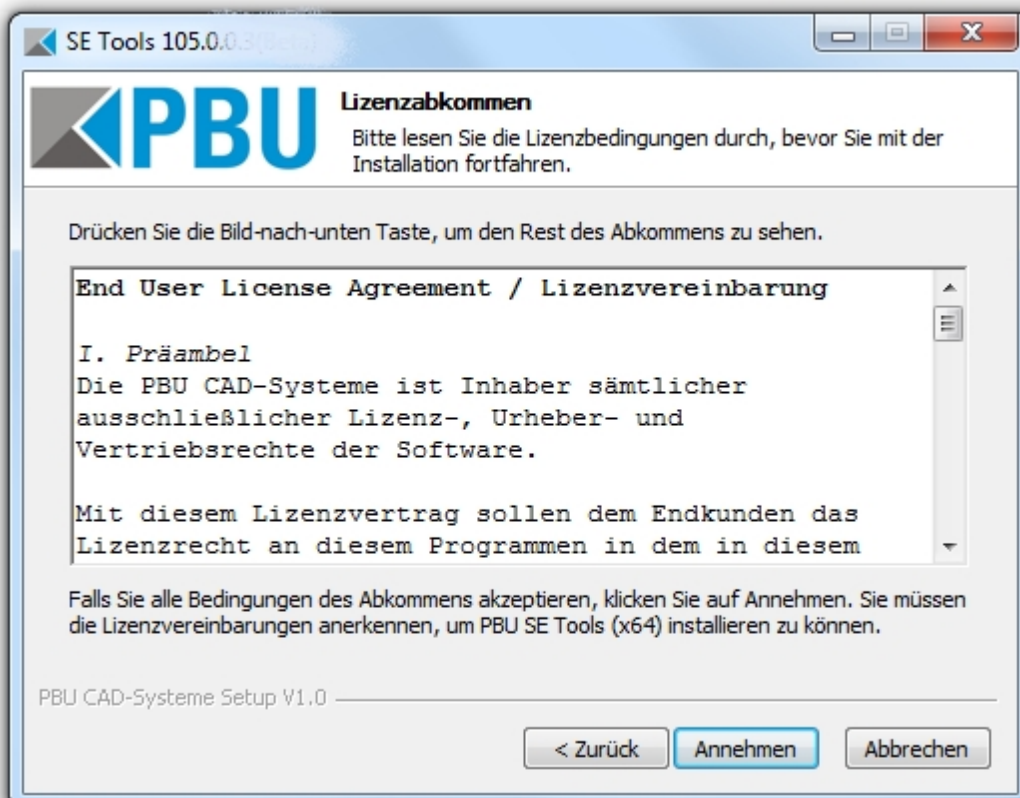 SE Tools 105.0.0.3(Beta)
PBU
Lizenzabkommen
Bitte lesen Sie die Lizenzbedingungen durch, bevor Sie mit der
Installation fortfahren.
Drücken Sie die Bild-nach-unten Taste, um den Rest des Abkommens zu sehen.
End User License Agreement / Lizenzvereinbarung
I. Präambel
Die PBU CAD-Systeme ist Inhaber sämtlicher
ausschließlicher Lizenz-, Urheber- und
Vertriebsrechte der Software.
Mit diesem Lizenzvertrag sollen dem Endkunden das
Lizenzrecht an diesem Programmen in dem in diesem
Falls Sie alle Bedingungen des Abkommens akzeptieren, klicken Sie auf Annehmen. Sie müssen
die Lizenzvereinbarungen anerkennen, um PBU SE Tools (x64) installieren zu können.
PBU CAD-Systeme Setup V1.0
< Zurück
Annehmen
Abbrechen